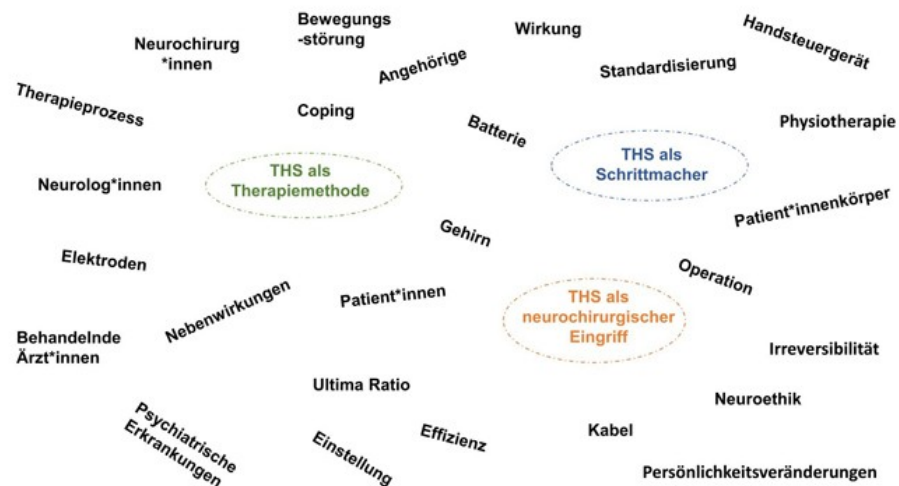 Bewegungs
-störung
Neurochirurg
*innen
Wirkung
Handsteuergerät
Angehörige
Standardisierung
Therapieprozess
Coping
Batterie
Physiotherapie
THS als
Therapiemethode
THS als
Schrittmacher
Neurolog*innen
Patient*innenkörper
Gehirn
Elektroden
Operation
Nebenwirkungen
Patient*innen
THS als
neurochirurgischer
Eingriff
Behandelnde
Ärzt*innen
Irreversibilität
Ultima Ratio
Neuroethik
Psychiatrische
Erkrankungen
Einstellung
Effizienz
Kabel
Persönlichkeitsveränderungen